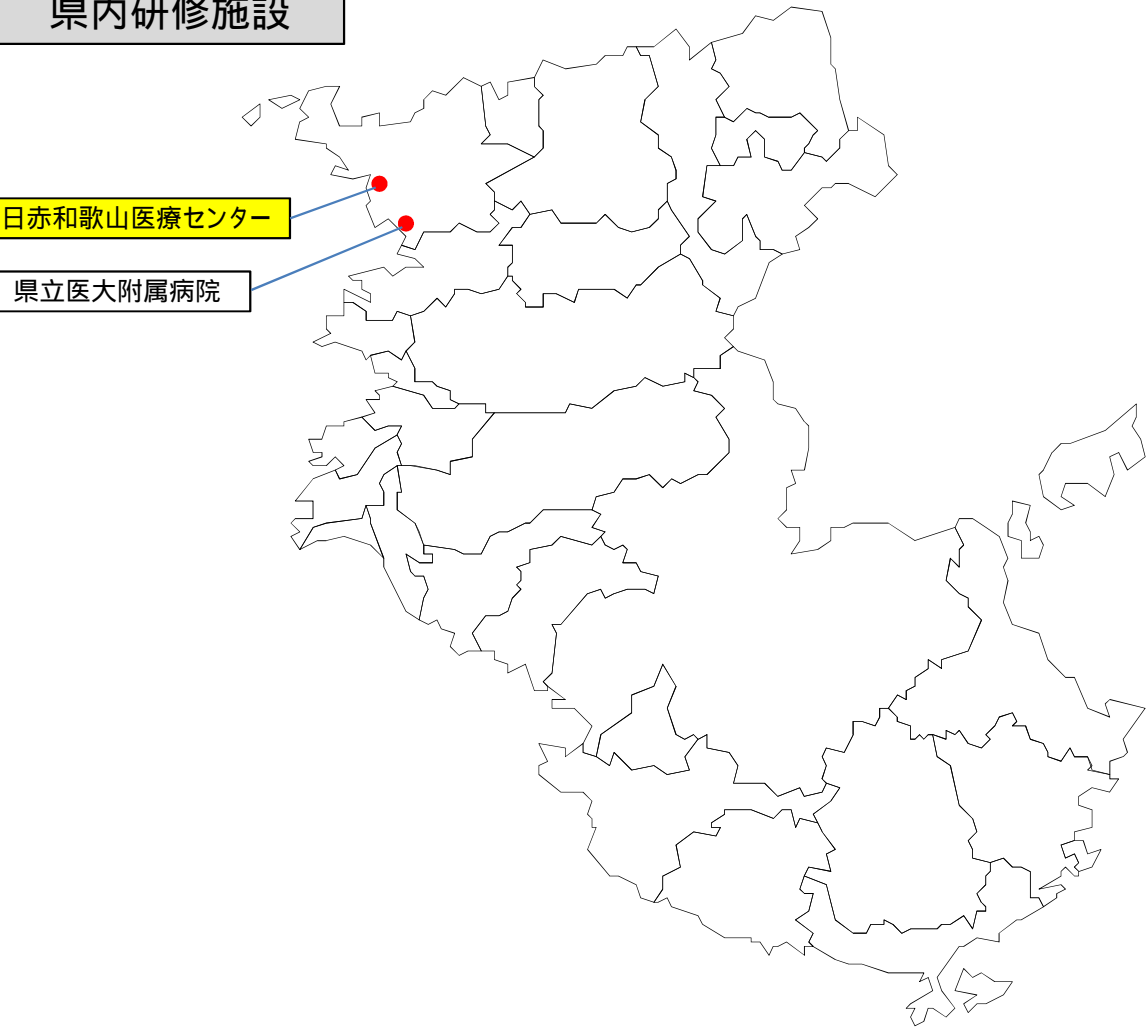 県内研修施設
日赤和歌山医療センター
県立医大附属病院